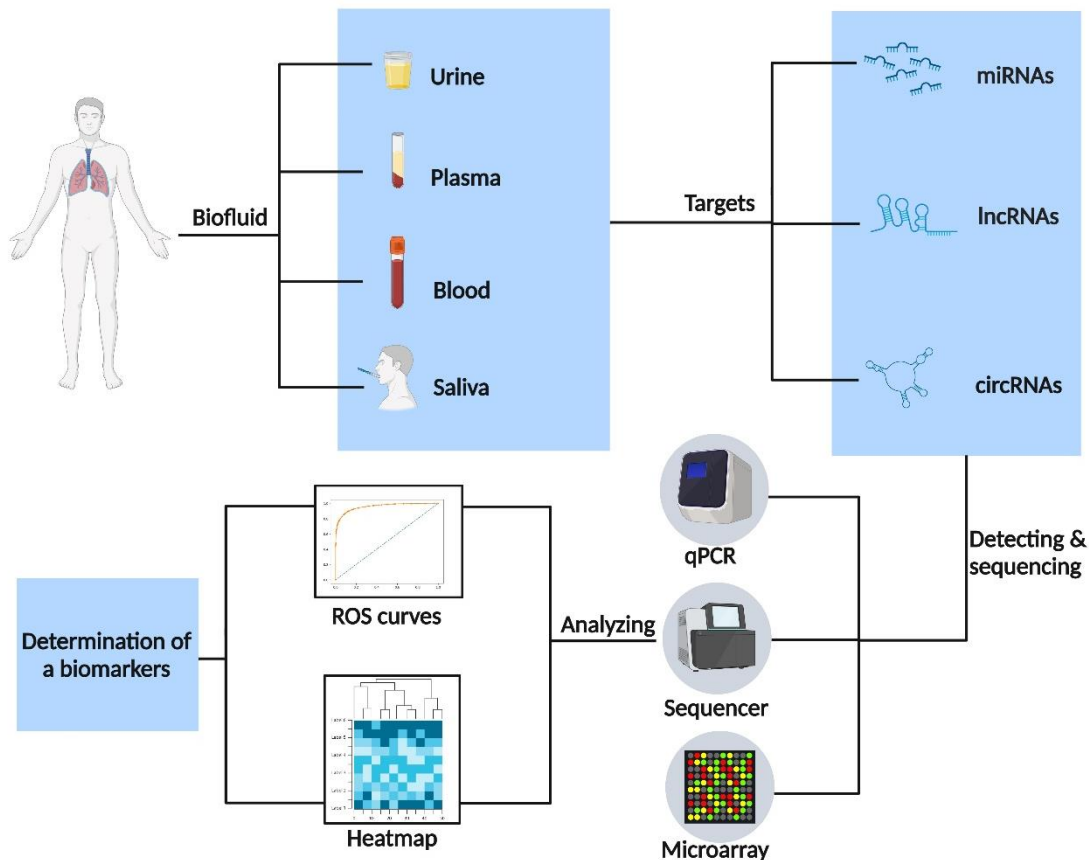 Urine
miRNAs
Plasma
Biofluid
Targets
lncRNAs
Blood
Saliva
circRNAs
Detecting &
sequencing
qPCR
ROS curves
Analyzing
Determination of
a biomarkers
Sequencer
Heatmap
Microarray